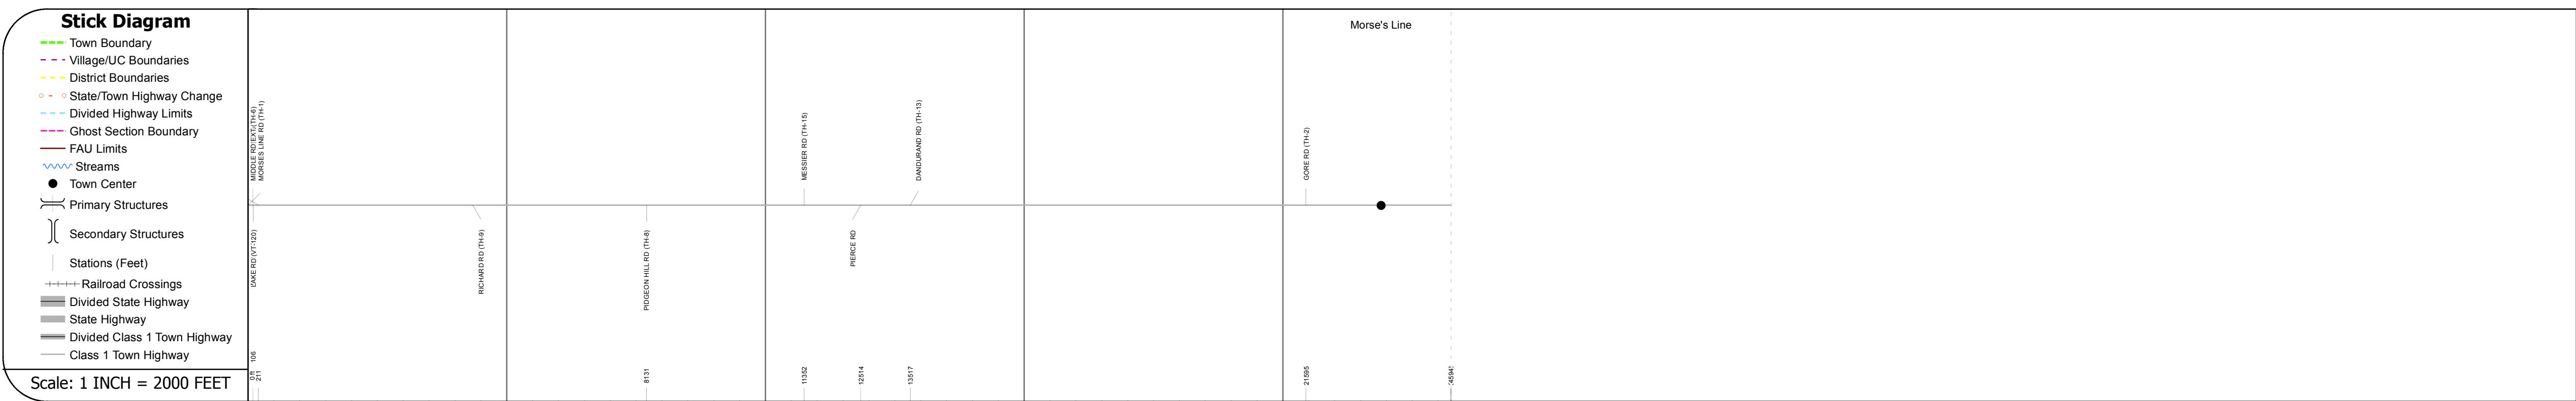 Stick Diagram
Town Boundary
Village/UC Boundaries
District Boundaries
State/Town Highway Change
Divided Highway Limits
Ghost Section Boundary
FAU Limits
Streams
Town Center
Primary Structures
Secondary Structures
Stations (Feet)
Railroad Crossings
Divided State Highway
State Highway
Divided Class 1 Town Highway
Class 1 Town Highway
Scale: 1 INCH = 2000 FEET
Morse's Line
MIDDLE RD EXT (TH-6)
MORSES LINE RD (TH-1)
MESSIER RD (TH-15)
DANDURAND RD (TH-13)
GORE RD (TH-2)
LAKE RD (VT-120)
RICHARD RD (TH-9)
PIDGEON HILL RD (TH-8)
PIERCE RD
0 ft
106
211
8131
11352
12514
13517
21595